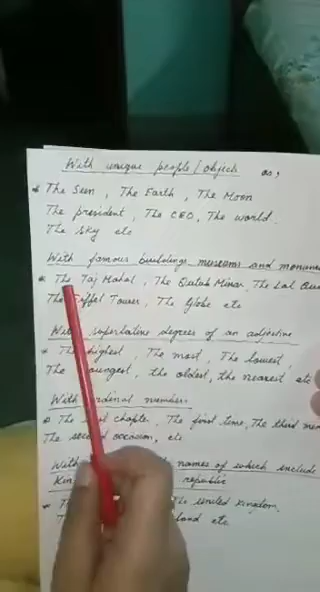 With unique people/objects as,
* The Sun, The Earth, The Moon
The president, The CEO, The world.
The Sky etc
With famous buildings museums and
* The Taj Mahal, The Qutub Minar, The Lal
The Eiffel Tower, The Globe etc
With superlative degrees of an adjective
* The highest, The most, The lowest
The youngest, the oldest, the nearest etc
With ordinal numbers
* The chapter, The first time, The third
The second occasion, etc
With names of which include
republic
* The united kingdom,
etc